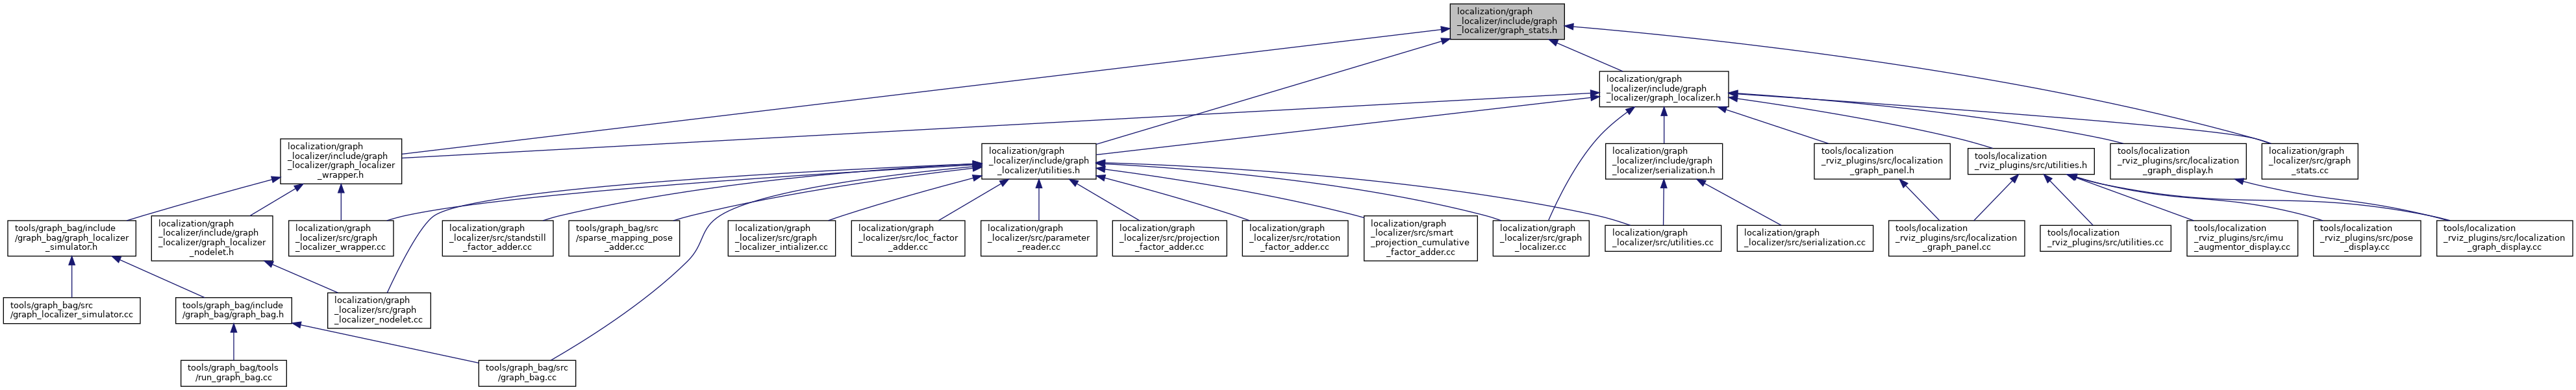 localization/graph
_localizer/include/graph
_localizer/graph_stats.h
localization/graph
_localizer/include/graph
_localizer/graph_localizer.h
localization/graph
_localizer/include/graph
_localizer/graph_localizer
_wrapper.h
localization/graph
_localizer/include/graph
_localizer/utilities.h
localization/graph
_localizer/include/graph
_localizer/serialization.h
tools/localization
_rviz_plugins/src/localization
_graph_panel.h
tools/localization
_rviz_plugins/src/utilities.h
tools/localization
_rviz_plugins/src/localization
_graph_display.h
localization/graph
_localizer/src/graph
_stats.cc
tools/graph_bag/include
/graph_bag/graph_localizer
_simulator.h
localization/graph
_localizer/include/graph
_localizer/graph_localizer
_nodelet.h
localization/graph
_localizer/src/graph
_localizer_wrapper.cc
localization/graph
_localizer/src/standstill
_factor_adder.cc
tools/graph_bag/src
/sparse_mapping_pose
_adder.cc
localization/graph
_localizer/src/graph
_localizer_intializer.cc
localization/graph
_localizer/src/loc_factor
_adder.cc
localization/graph
_localizer/src/parameter
_reader.cc
localization/graph
_localizer/src/projection
_factor_adder.cc
localization/graph
_localizer/src/rotation
_factor_adder.cc
localization/graph
_localizer/src/smart
_projection_cumulative
_factor_adder.cc
localization/graph
_localizer/src/graph
_localizer.cc
localization/graph
_localizer/src/utilities.cc
localization/graph
_localizer/src/serialization.cc
tools/localization
_rviz_plugins/src/localization
_graph_panel.cc
tools/localization
_rviz_plugins/src/utilities.cc
tools/localization
_rviz_plugins/src/imu
_augmentor_display.cc
tools/localization
_rviz_plugins/src/pose
_display.cc
tools/localization
_rviz_plugins/src/localization
_graph_display.cc
tools/graph_bag/src
/graph_localizer_simulator.cc
tools/graph_bag/include
/graph_bag/graph_bag.h
localization/graph
_localizer/src/graph
_localizer_nodelet.cc
tools/graph_bag/tools
/run_graph_bag.cc
tools/graph_bag/src
/graph_bag.cc